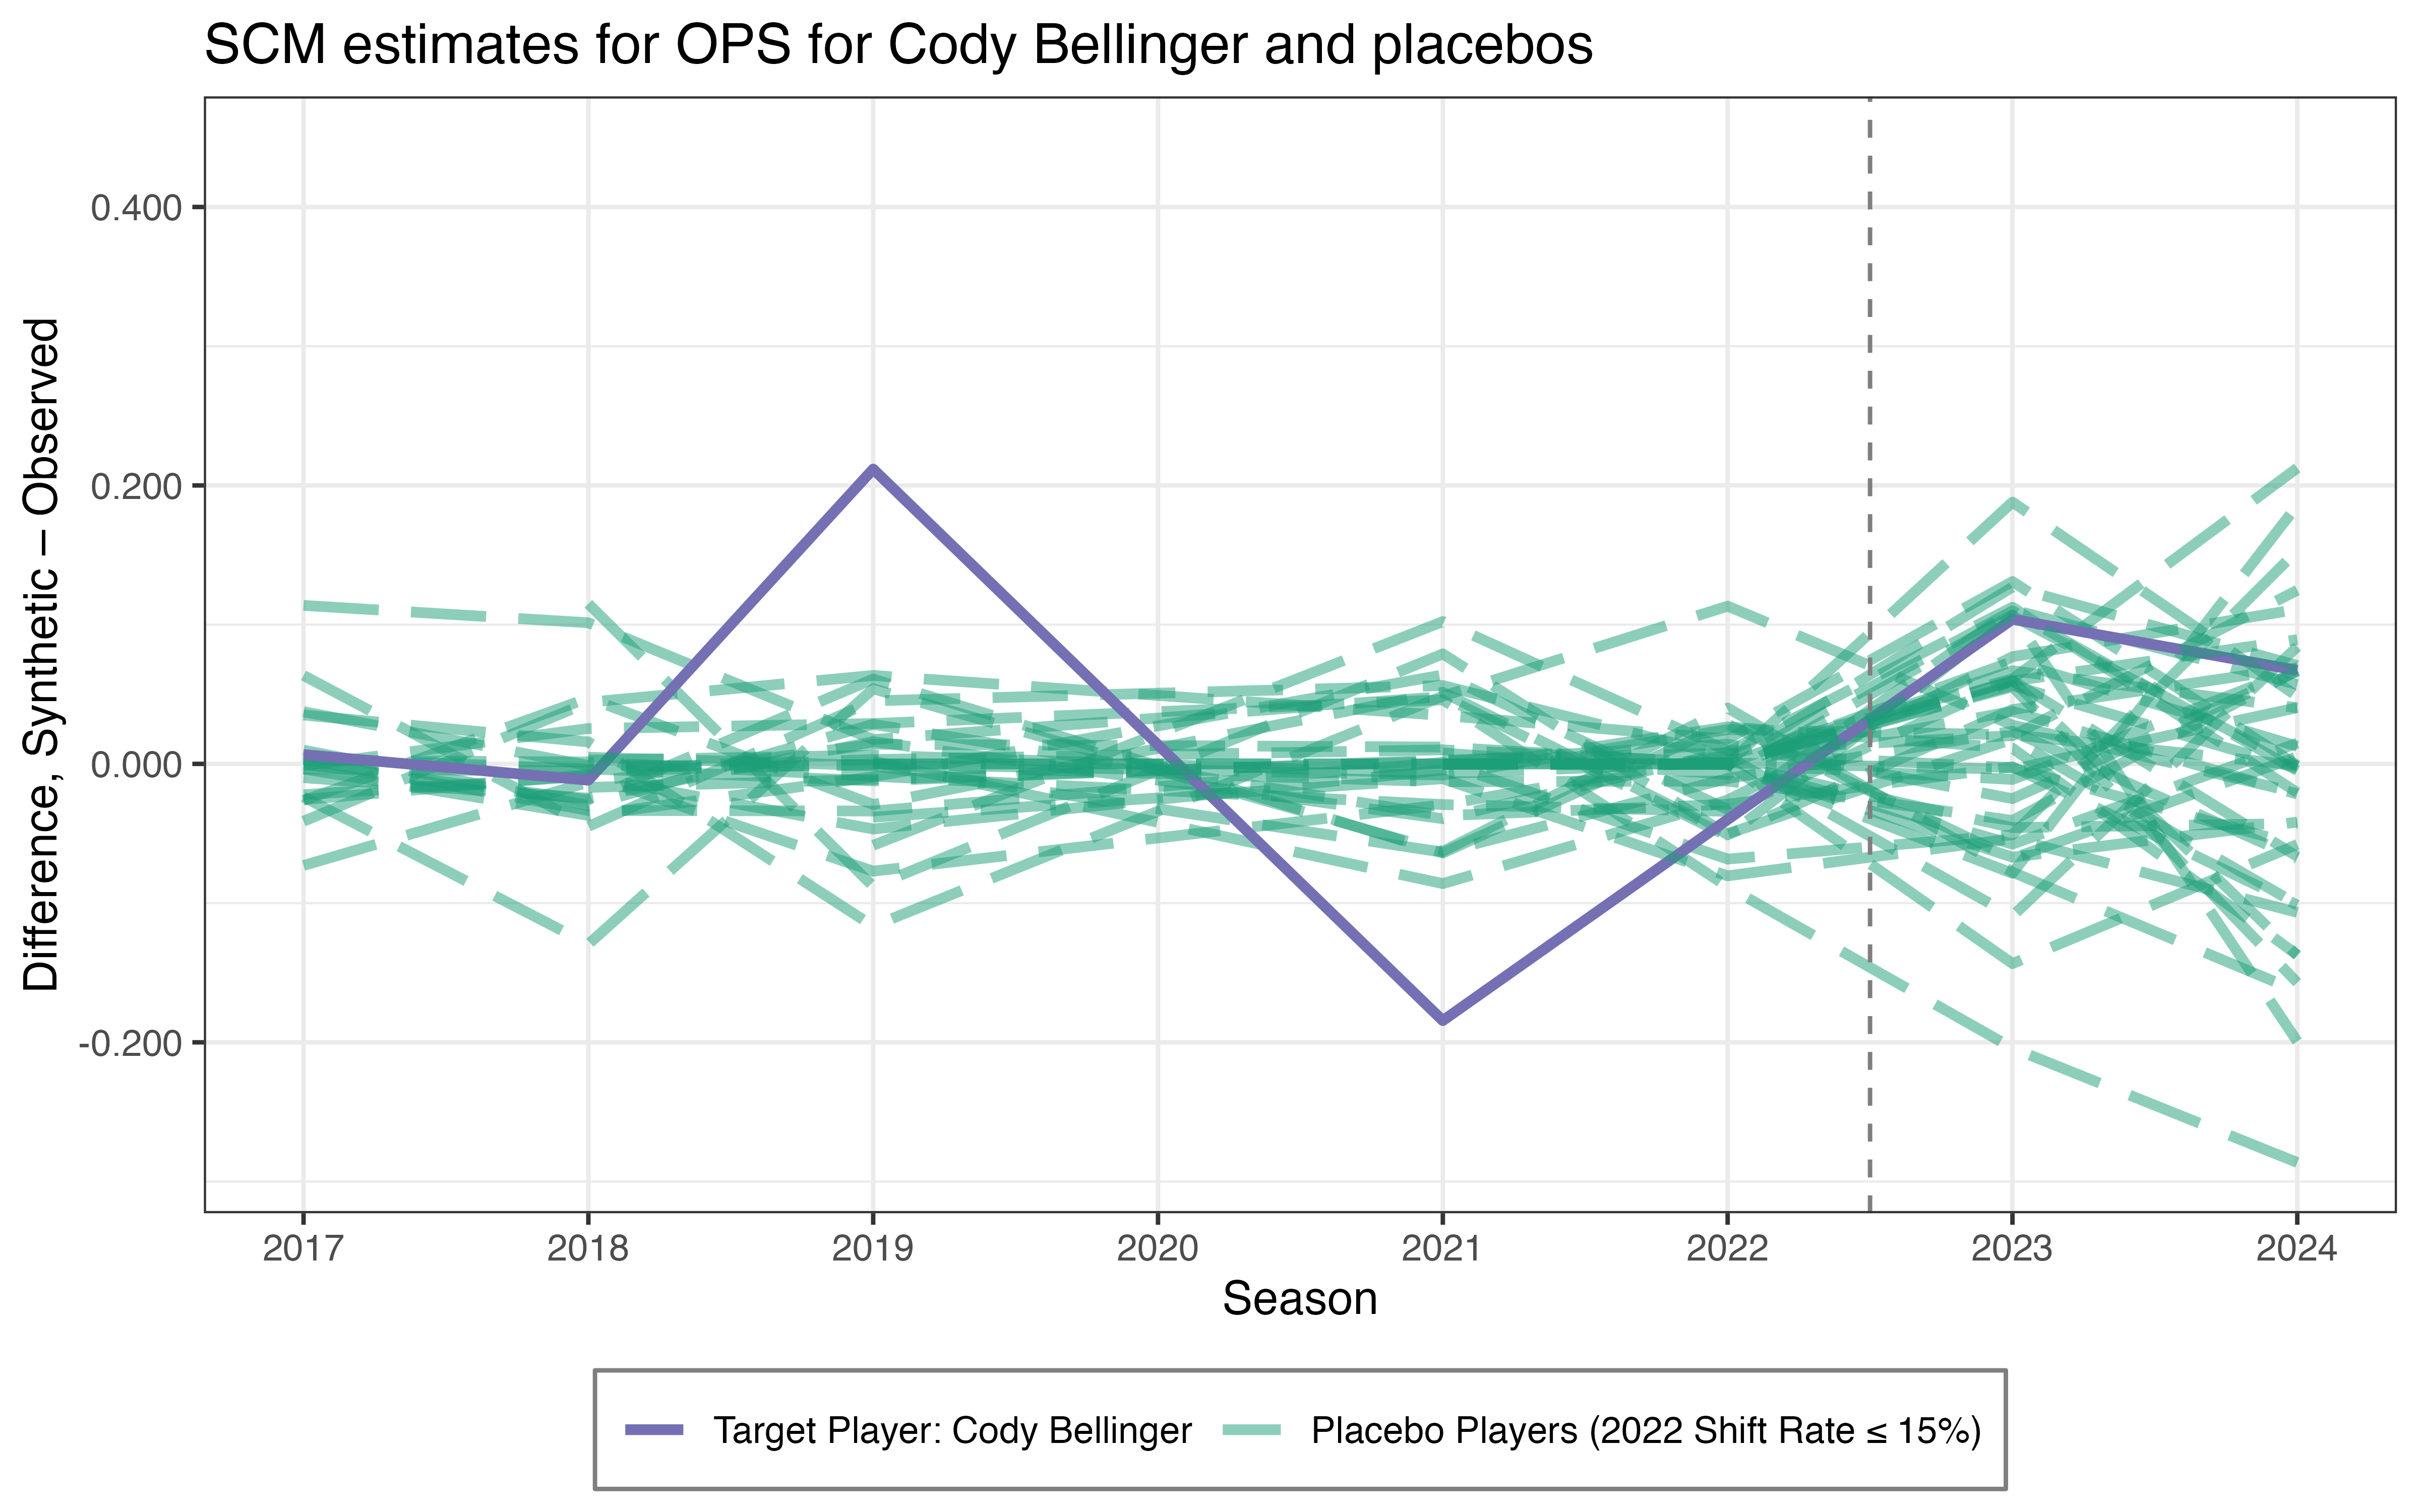 SCM estimates for OPS for Cody Bellinger and placebos
Difference, Synthetic – Observed
0.400
0.200
0.000
-0.200
2017 2018 2019 2020 2021 2022 2023 2024
Season
Target Player: Cody Bellinger Placebo Players (2022 Shift Rate ≤ 15%)